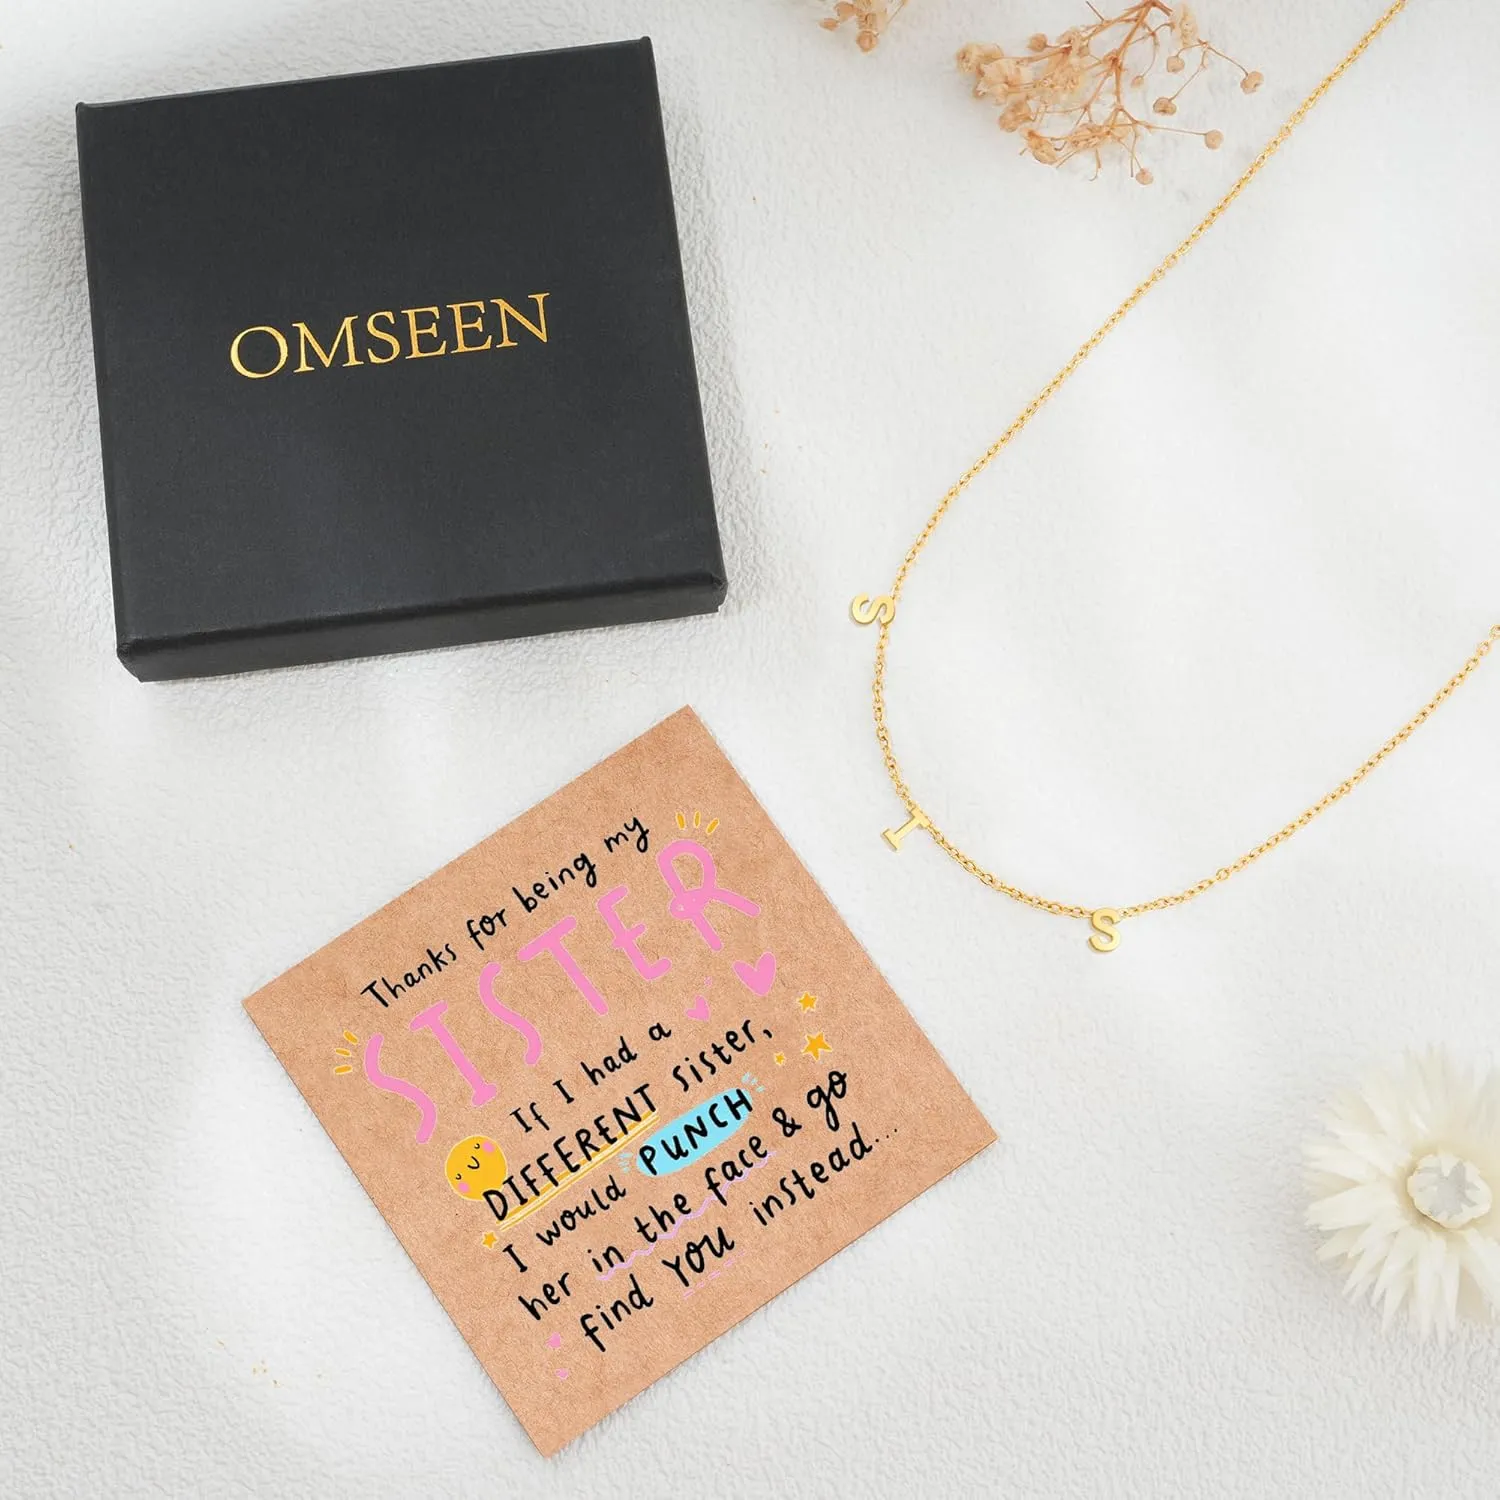 OMSEEN
S
I
S
Thanks for being my
SISTER
If I had a
DIFFERENT sister,
I would PUNCH
her in the face & go
find YOU instead...